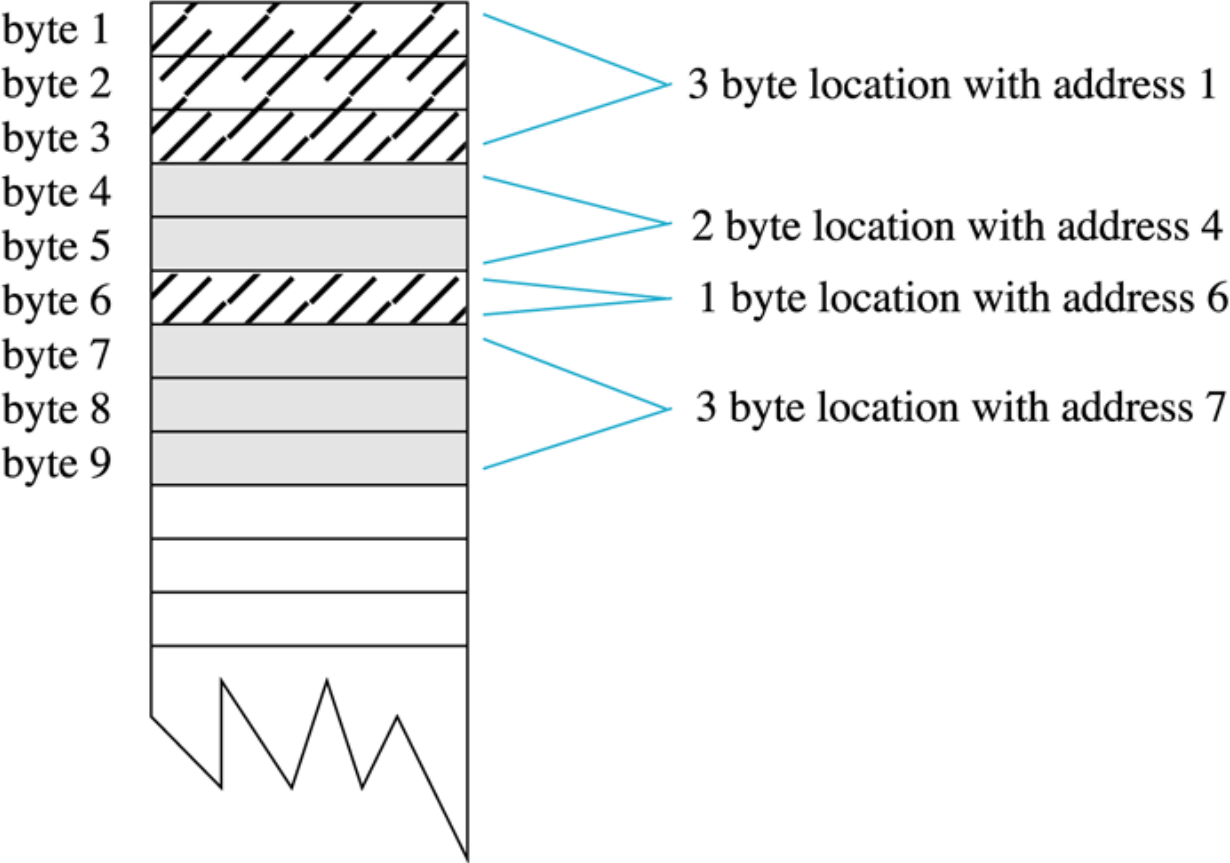 byte 1
byte 2
3 byte location with address 1
byte 3
byte 4
byte 5
2 byte location with address 4
byte 6
1 byte location with address 6
byte 7
byte 8
3 byte location with address 7
byte 9